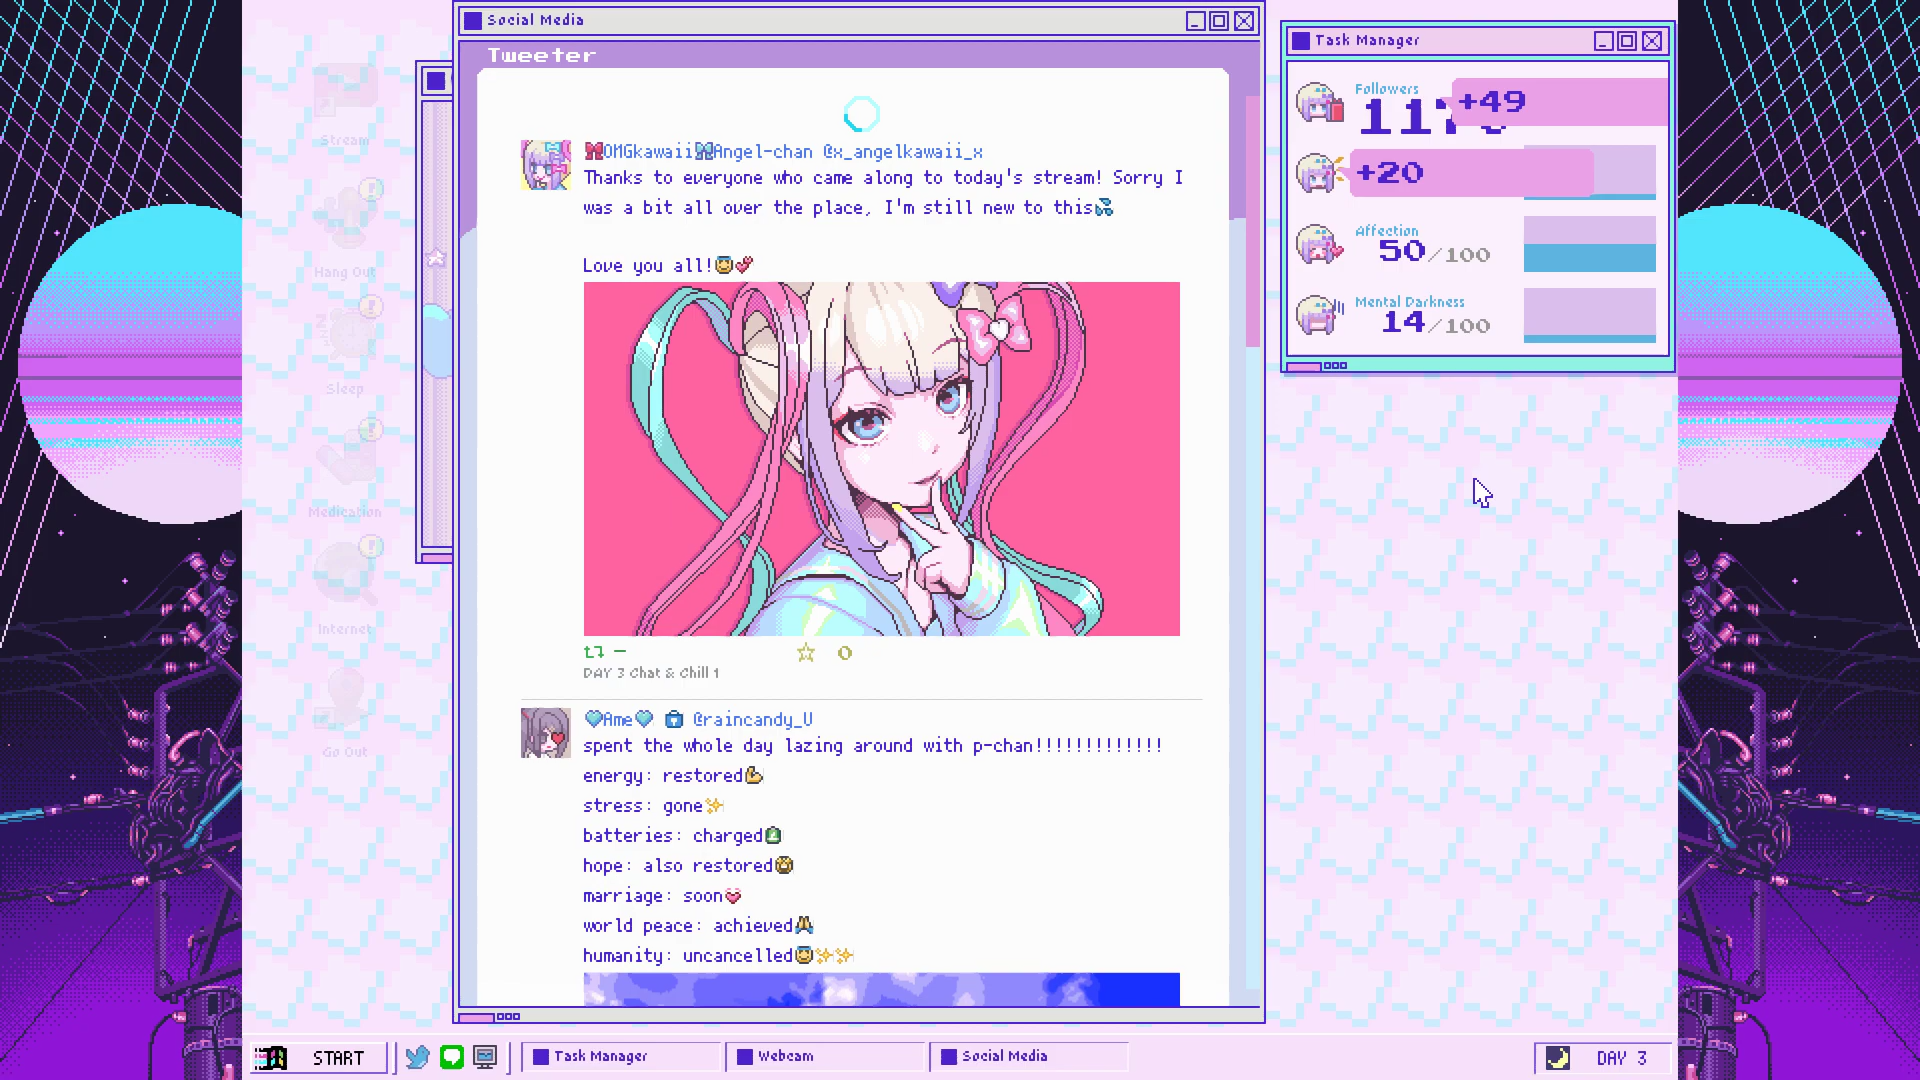 Social Media
Tweeter
OMGkawaii Angel-chan @x_angelkawaii_x
Thanks to everyone who came along to today's stream! Sorry I
was a bit all over the place, I'm still new to this
Love you all!
DAY 3 Chat & Chill 1
0
Ame @raincandy_U
spent the whole day lazing around with p-chan!!!!!!!!!!!!!
energy: restored
stress: gone
batteries: charged
hope: also restored
marriage: soon
world peace: achieved
humanity: uncancelled
Task Manager
Followers
+49
+20
Affection
50/100
Mental Darkness
14/100
Stream
Hang Out
Sleep
Medication
Internet
Go Out
START
Task Manager
Webcam
Social Media
DAY 3